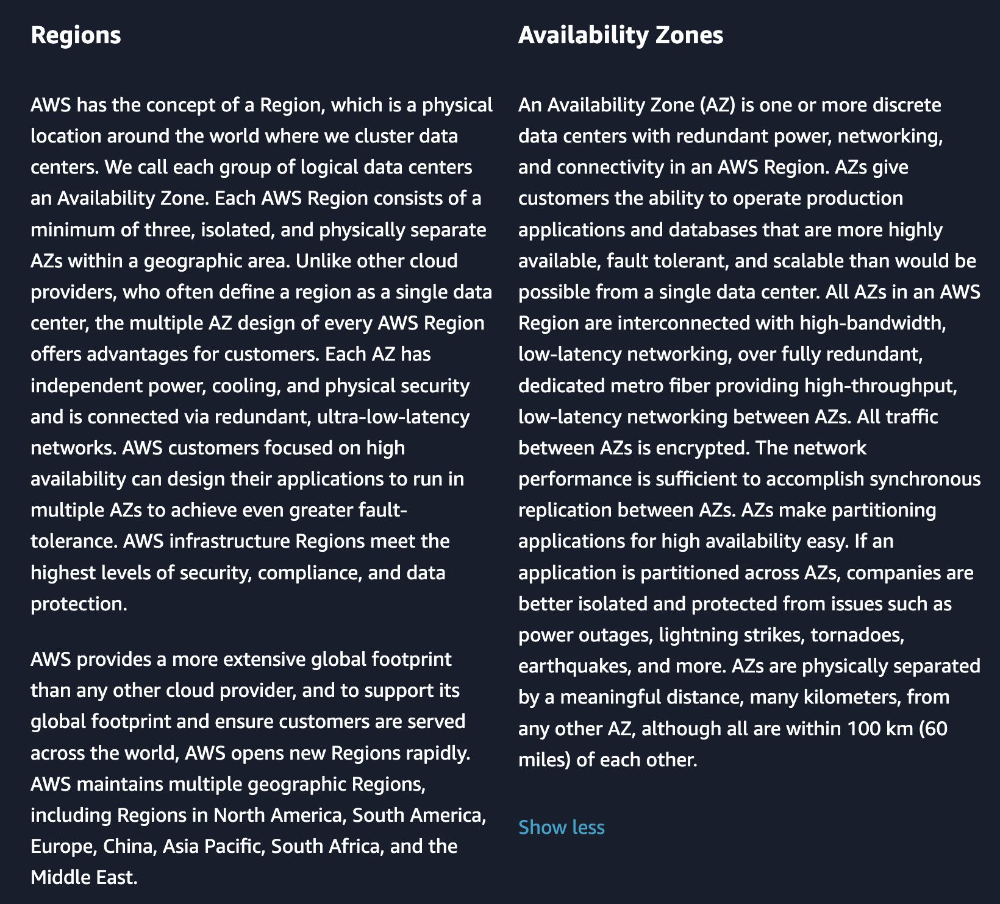 Regions
AWS has the concept of a Region, which is a physical
location around the world where we cluster data
centers. We call each group of logical data centers
an Availability Zone. Each AWS Region consists of a
minimum of three, isolated, and physically separate
AZs within a geographic area. Unlike other cloud
providers, who often define a region as a single data
center, the multiple AZ design of every AWS Region
offers advantages for customers. Each AZ has
independent power, cooling, and physical security
and is connected via redundant, ultra-low-latency
networks. AWS customers focused on high
availability can design their applications to run in
multiple AZs to achieve even greater fault-
tolerance. AWS infrastructure Regions meet the
highest levels of security, compliance, and data
protection.
AWS provides a more extensive global footprint
than any other cloud provider, and to support its
global footprint and ensure customers are served
across the world, AWS opens new Regions rapidly.
AWS maintains multiple geographic Regions,
including Regions in North America, South America,
Europe, China, Asia Pacific, South Africa, and the
Middle East.
Availability Zones
An Availability Zone (AZ) is one or more discrete
data centers with redundant power, networking,
and connectivity in an AWS Region. AZs give
customers the ability to operate production
applications and databases that are more highly
available, fault tolerant, and scalable than would be
possible from a single data center. All AZs in an AWS
Region are interconnected with high-bandwidth,
low-latency networking, over fully redundant,
dedicated metro fiber providing high-throughput,
low-latency networking between AZs. All traffic
between AZs is encrypted. The network
performance is sufficient to accomplish synchronous
replication between AZs. AZs make partitioning
applications for high availability easy. If an
application is partitioned across AZs, companies are
better isolated and protected from issues such as
power outages, lightning strikes, tornadoes,
earthquakes, and more. AZs are physically separated
by a meaningful distance, many kilometers, from
any other AZ, although all are within 100 km (60
miles) of each other.
Show less